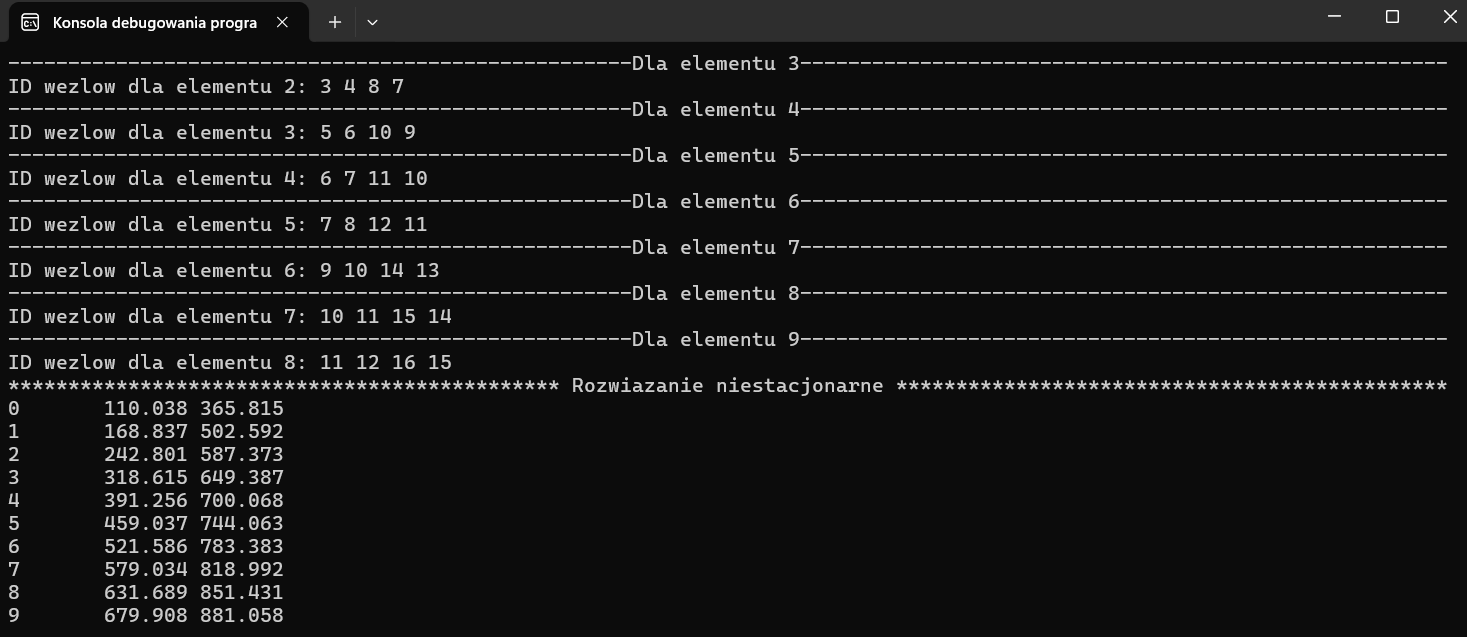 Konsola debugowania progra
----------------------------------------------------Dla elementu 3------------------------------------------------------
ID wezlow dla elementu 2: 3 4 8 7
----------------------------------------------------Dla elementu 4------------------------------------------------------
ID wezlow dla elementu 3: 5 6 10 9
----------------------------------------------------Dla elementu 5------------------------------------------------------
ID wezlow dla elementu 4: 6 7 11 10
----------------------------------------------------Dla elementu 6------------------------------------------------------
ID wezlow dla elementu 5: 7 8 12 11
----------------------------------------------------Dla elementu 7------------------------------------------------------
ID wezlow dla elementu 6: 9 10 14 13
----------------------------------------------------Dla elementu 8------------------------------------------------------
ID wezlow dla elementu 7: 10 11 15 14
----------------------------------------------------Dla elementu 9------------------------------------------------------
ID wezlow dla elementu 8: 11 12 16 15
********************************************** Rozwiazanie niestacjonarne **********************************************
0       110.038 365.815
1       168.837 502.592
2       242.801 587.373
3       318.615 649.387
4       391.256 700.068
5       459.037 744.063
6       521.586 783.383
7       579.034 818.992
8       631.689 851.431
9       679.908 881.058